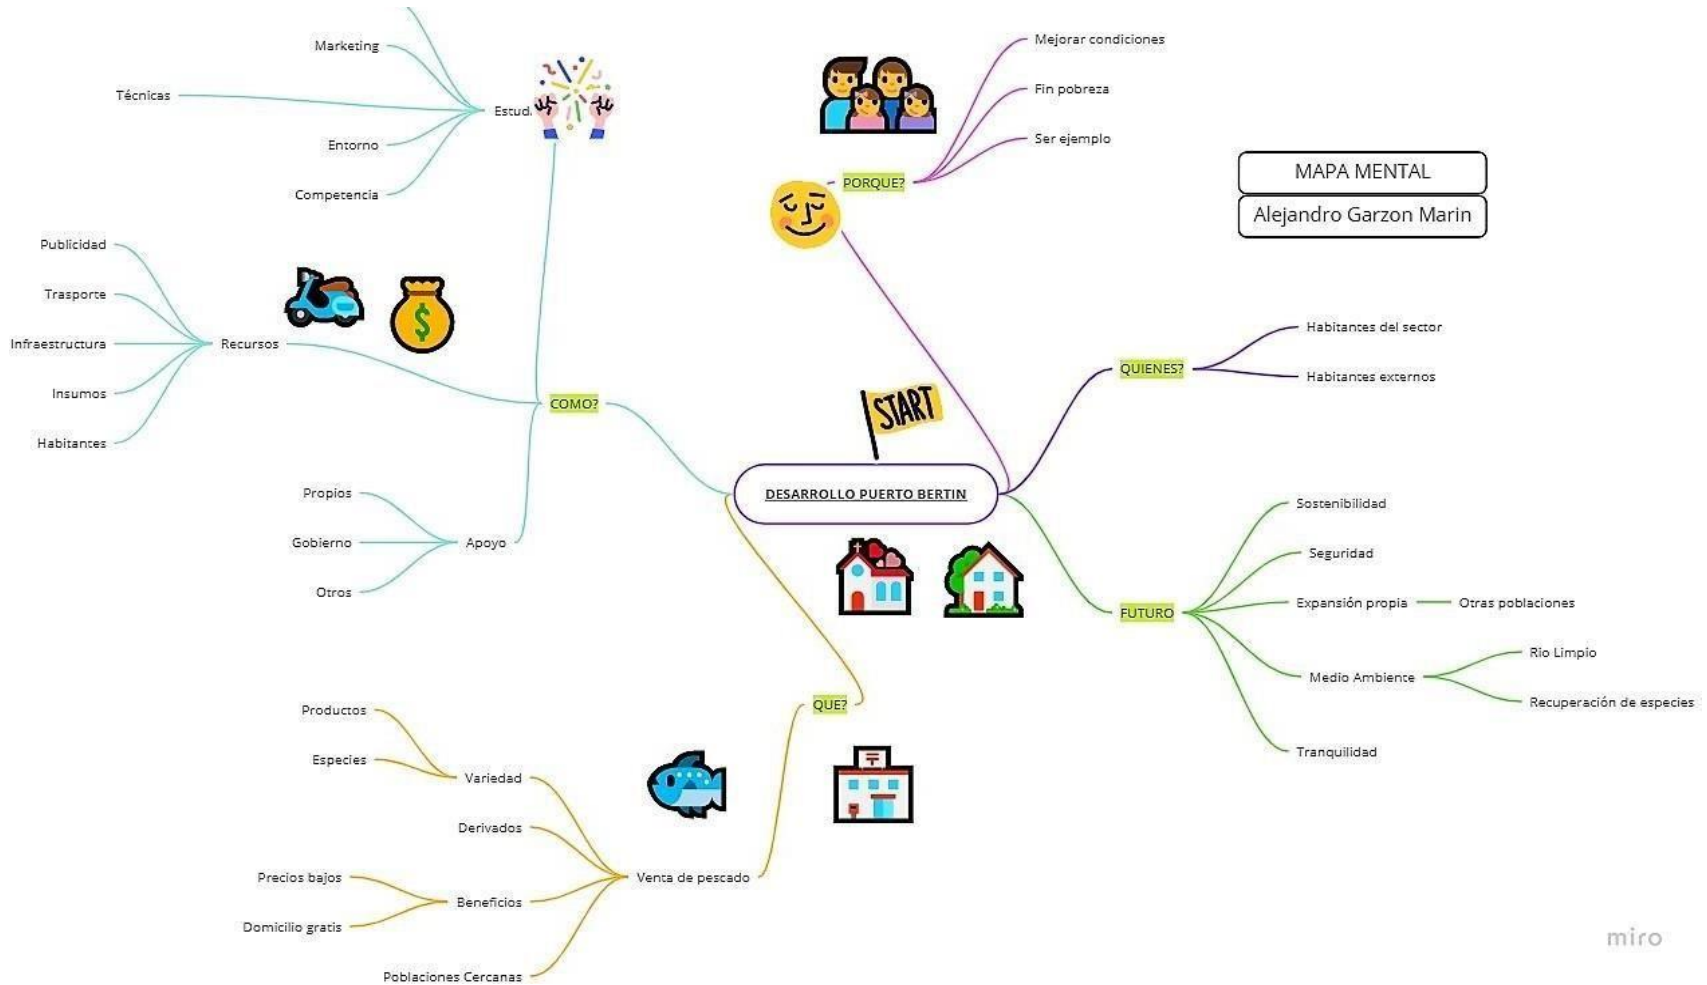 MAPA MENTAL
Alejandro Garzon Marin
DESARROLLO PUERTO BERTIN
START
PORQUE?
Mejorar condiciones
Fin pobreza
Ser ejemplo
QUIENES?
Habitantes del sector
Habitantes externos
FUTURO
Sostenibilidad
Seguridad
Expansión propia
Otras poblaciones
Medio Ambiente
Rio Limpio
Recuperación de especies
Tranquilidad
COMO?
Marketing
Técnicas
Entorno
Competencia
Recursos
Publicidad
Trasporte
Infraestructura
Insumos
Habitantes
Apoyo
Propios
Gobierno
Otros
QUE?
Venta de pescado
Variedad
Productos
Especies
Derivados
Beneficios
Precios bajos
Domicilio gratis
Poblaciones Cercanas
miro